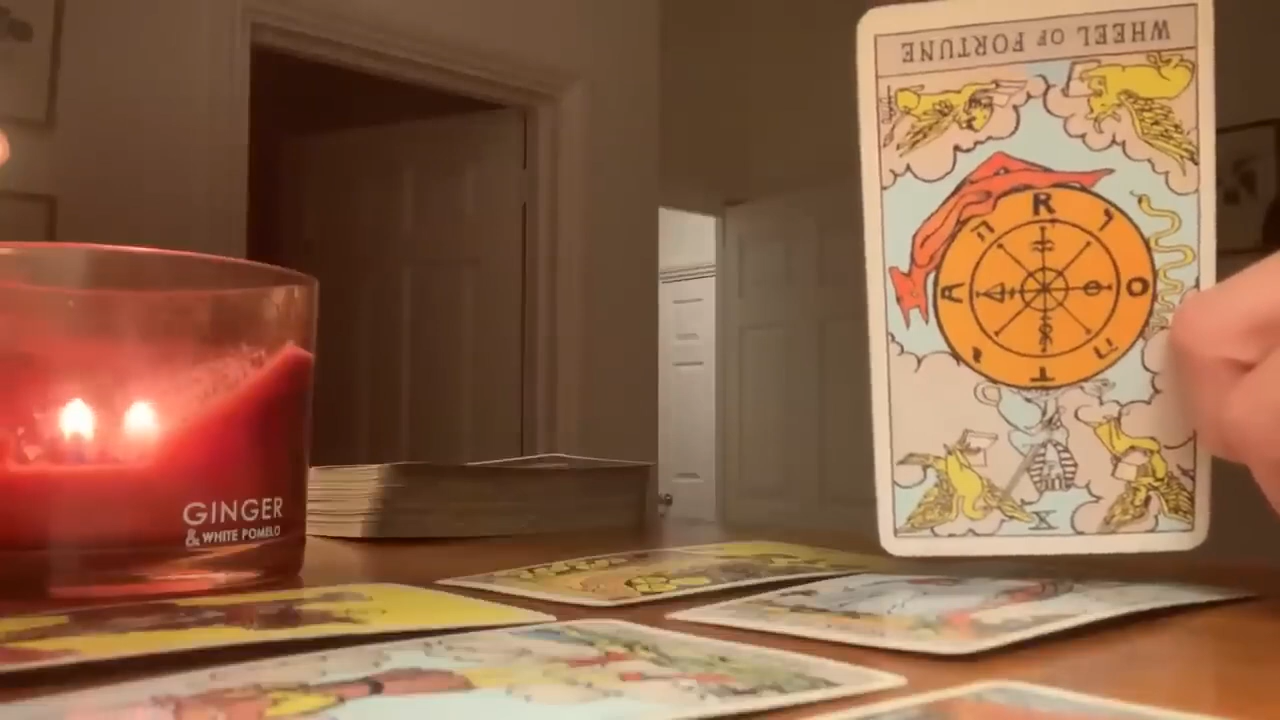 WHEEL OF FORTUNE
R
O
T
A
X
GINGER
& WHITE POMELO